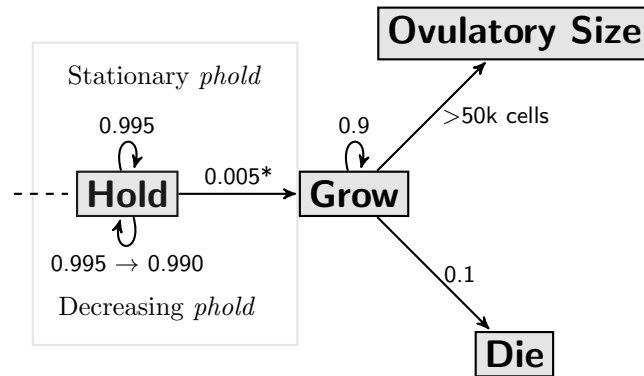 Ovulatory Size
Stationary phold
0.995
0.9
>50k cells
Hold
0.005*
Grow
0.995 → 0.990
Decreasing phold
0.1
Die